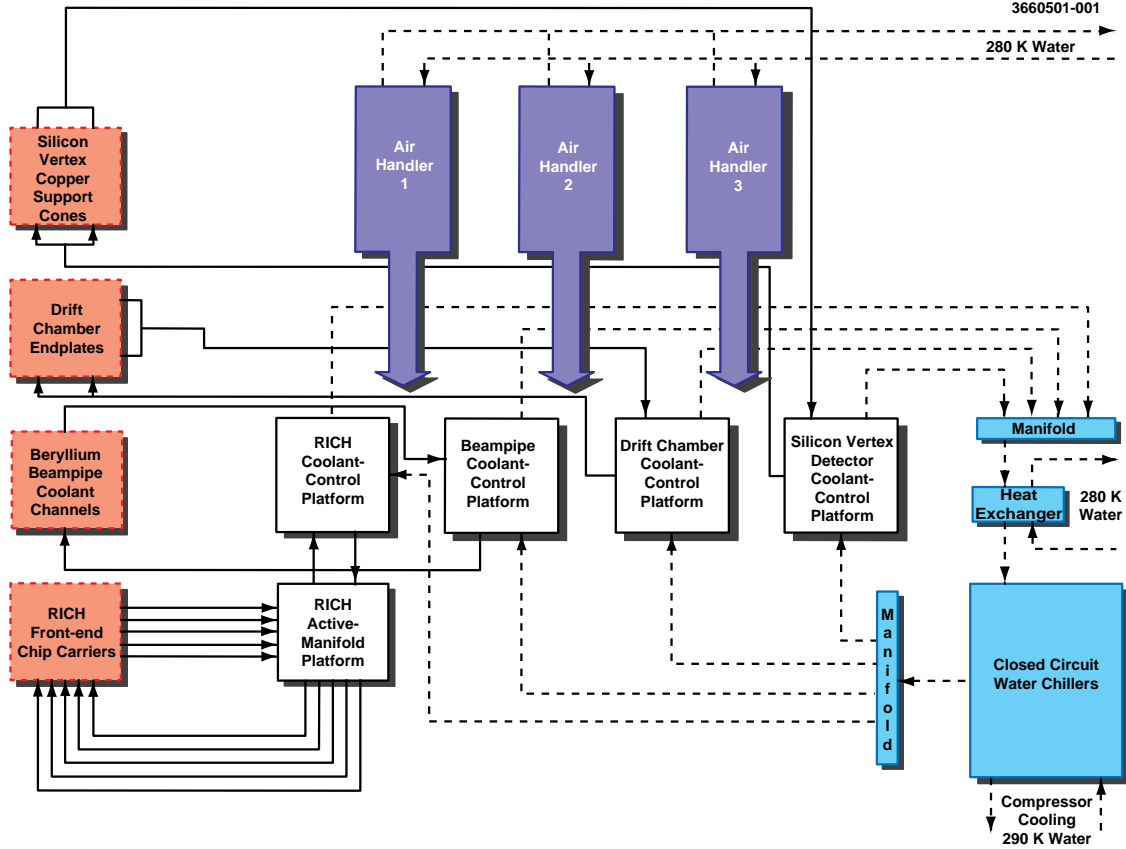 3660501-001
280 K Water
Silicon
Vertex
Copper
Support
Cones
Air
Handler
1
Air
Handler
2
Air
Handler
3
Drift
Chamber
Endplates
Beryllium
Beampipe
Coolant
Channels
RICH
Coolant-
Control
Platform
Beampipe
Coolant-
Control
Platform
Drift Chamber
Coolant-
Control
Platform
Silicon Vertex
Detector
Coolant-
Control
Platform
Manifold
Heat
Exchanger
280 K
Water
RICH
Front-end
Chip Carriers
RICH
Active-
Manifold
Platform
Manifold
Closed Circuit
Water Chillers
Compressor
Cooling
290 K Water